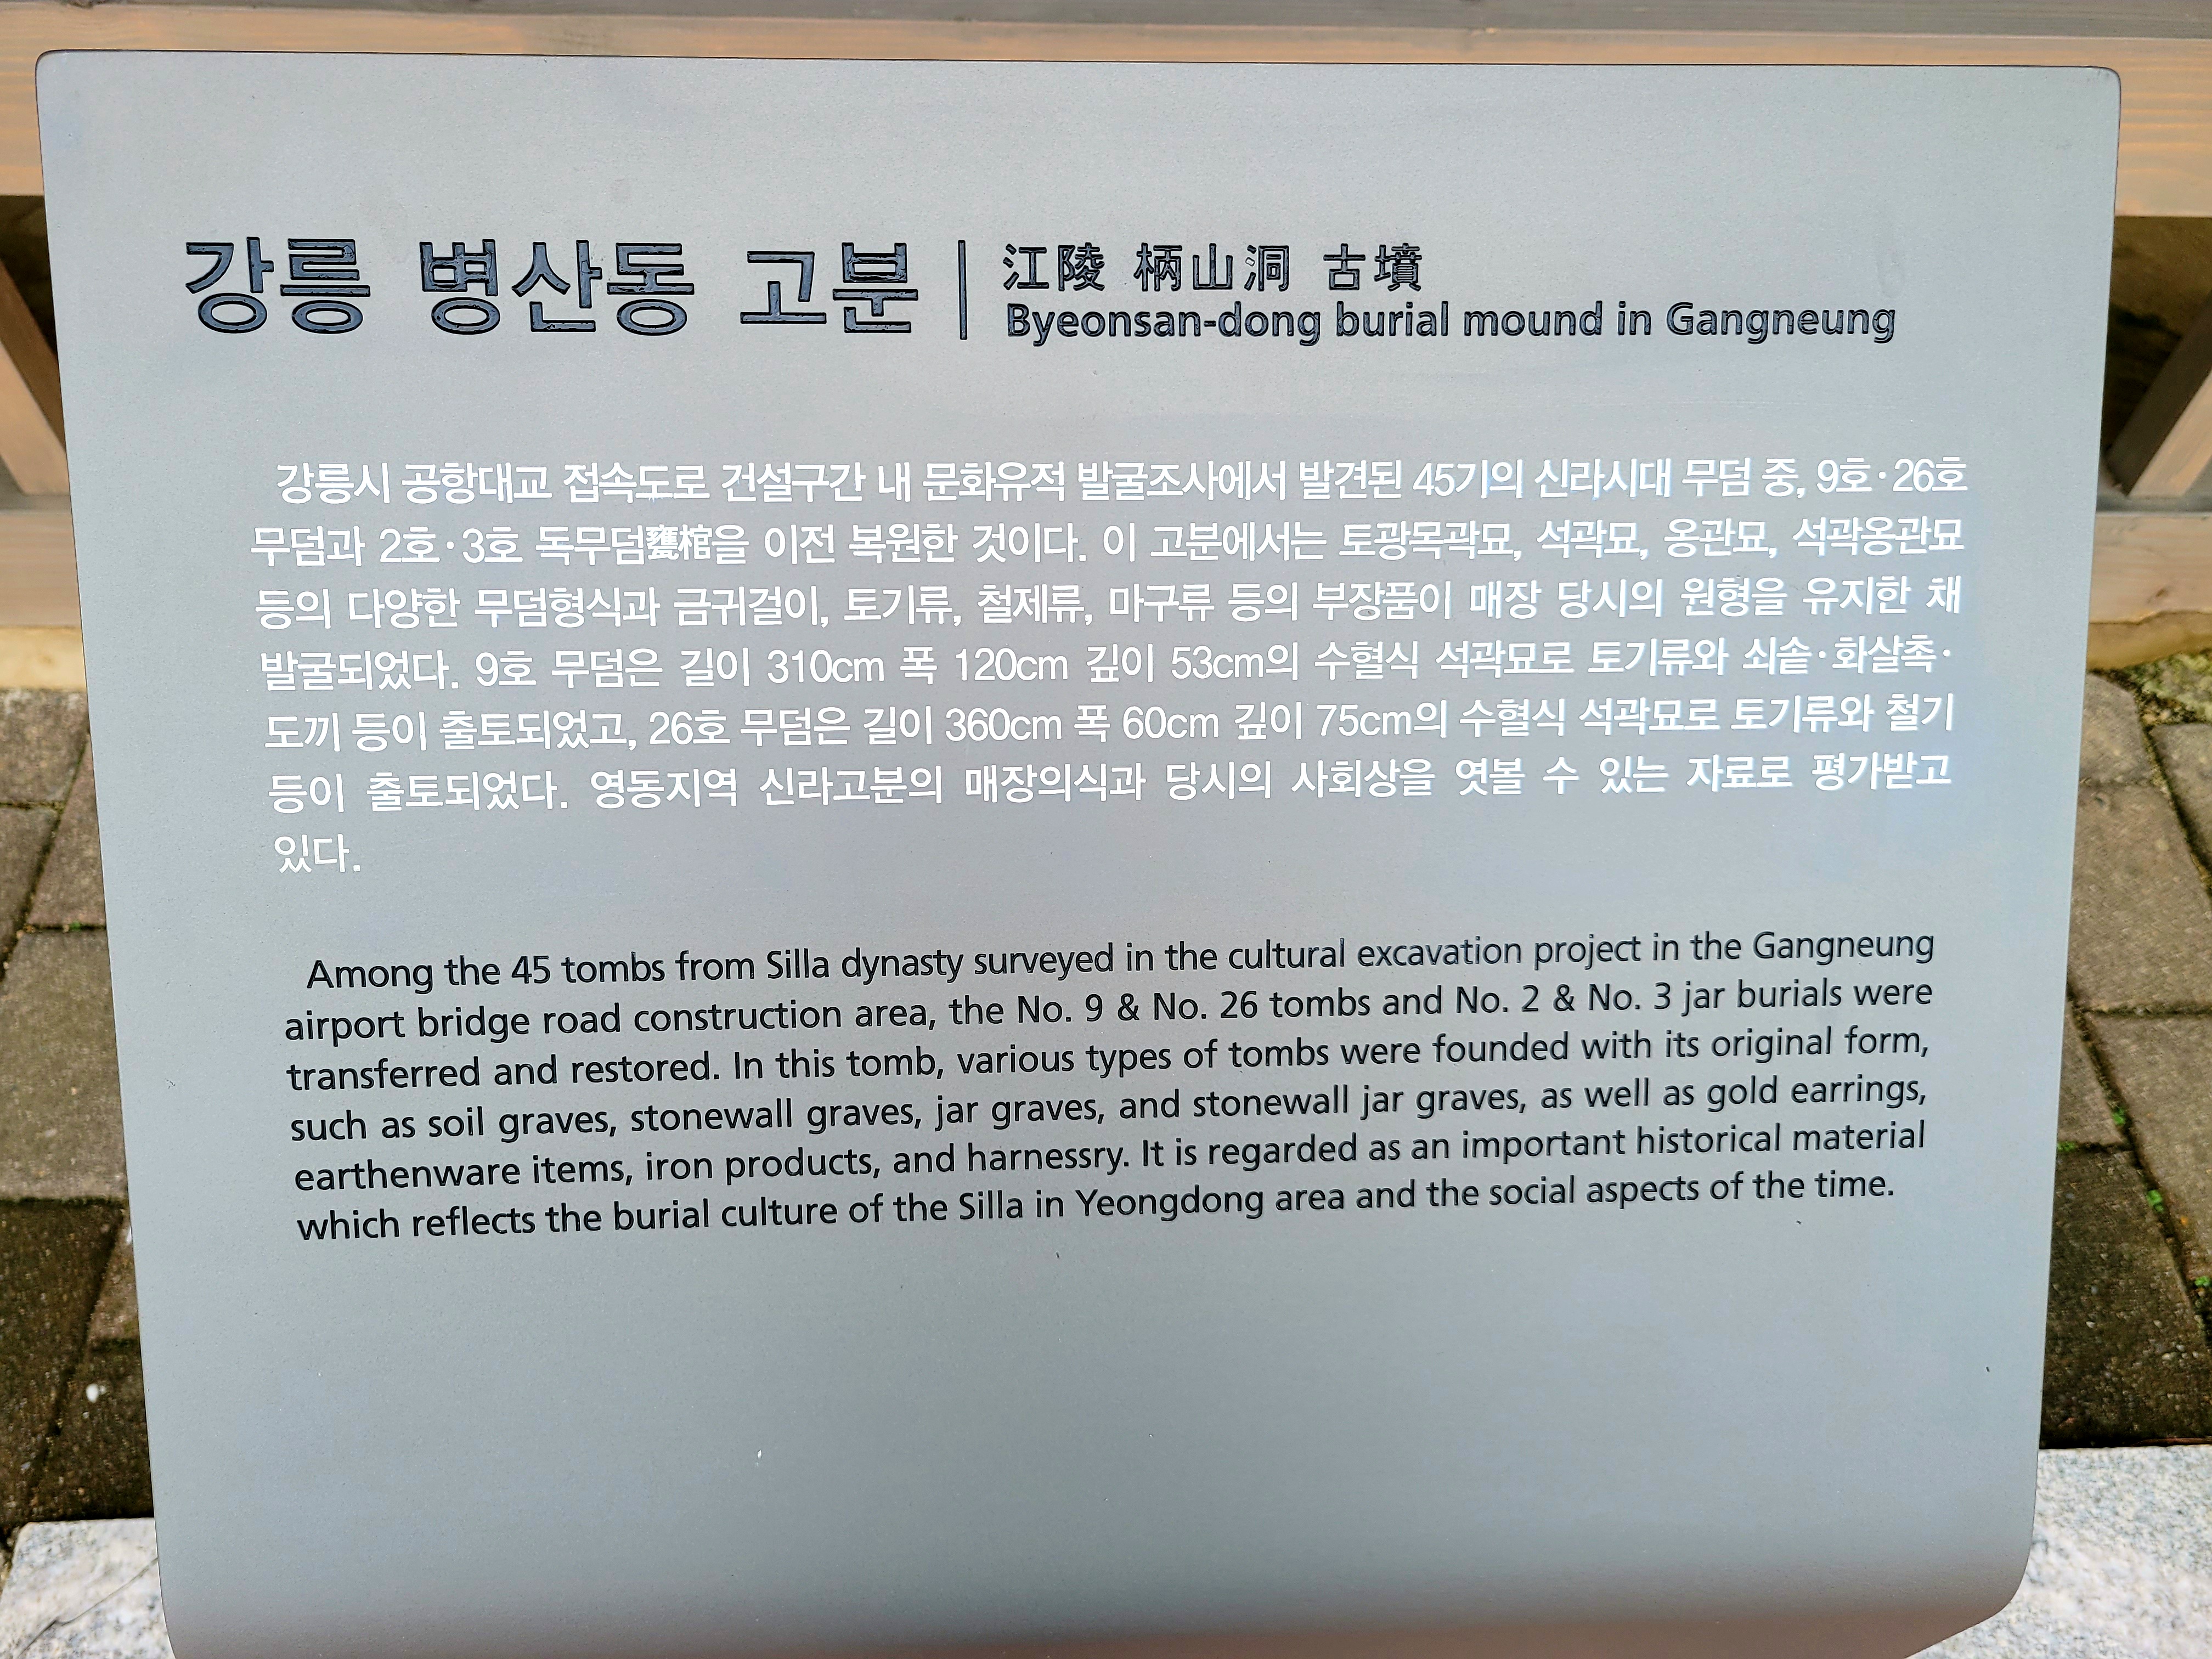 강릉 병산동 고분
江陵 柄山洞 古墳
Byeonsan-dong burial mound in Gangneung
강릉시 공항대교 접속도로 건설구간 내 문화유적 발굴조사에서 발견된 45기의 신라시대 무덤 중, 9호·26호
무덤과 2호·3호 독무덤甕棺을 이전 복원한 것이다. 이 고분에서는 토광목곽묘, 석곽묘, 옹관묘, 석곽옹관묘
등의 다양한 무덤형식과 금귀걸이, 토기류, 철제류, 마구류 등의 부장품이 매장 당시의 원형을 유지한 채
발굴되었다. 9호 무덤은 길이 310cm 폭 120cm 깊이 53cm의 수혈식 석곽묘로 토기류와 쇠솥·화살촉·
도끼 등이 출토되었고, 26호 무덤은 길이 360cm 폭 60cm 깊이 75cm의 수혈식 석곽묘로 토기류와 철기
등이 출토되었다. 영동지역 신라고분의 매장의식과 당시의 사회상을 엿볼 수 있는 자료로 평가받고
있다.
Among the 45 tombs from Silla dynasty surveyed in the cultural excavation project in the Gangneung
airport bridge road construction area, the No. 9 & No. 26 tombs and No. 2 & No. 3 jar burials were
transferred and restored. In this tomb, various types of tombs were founded with its original form,
such as soil graves, stonewall graves, jar graves, and stonewall jar graves, as well as gold earrings,
earthenware items, iron products, and harnessry. It is regarded as an important historical material
which reflects the burial culture of the Silla in Yeongdong area and the social aspects of the time.